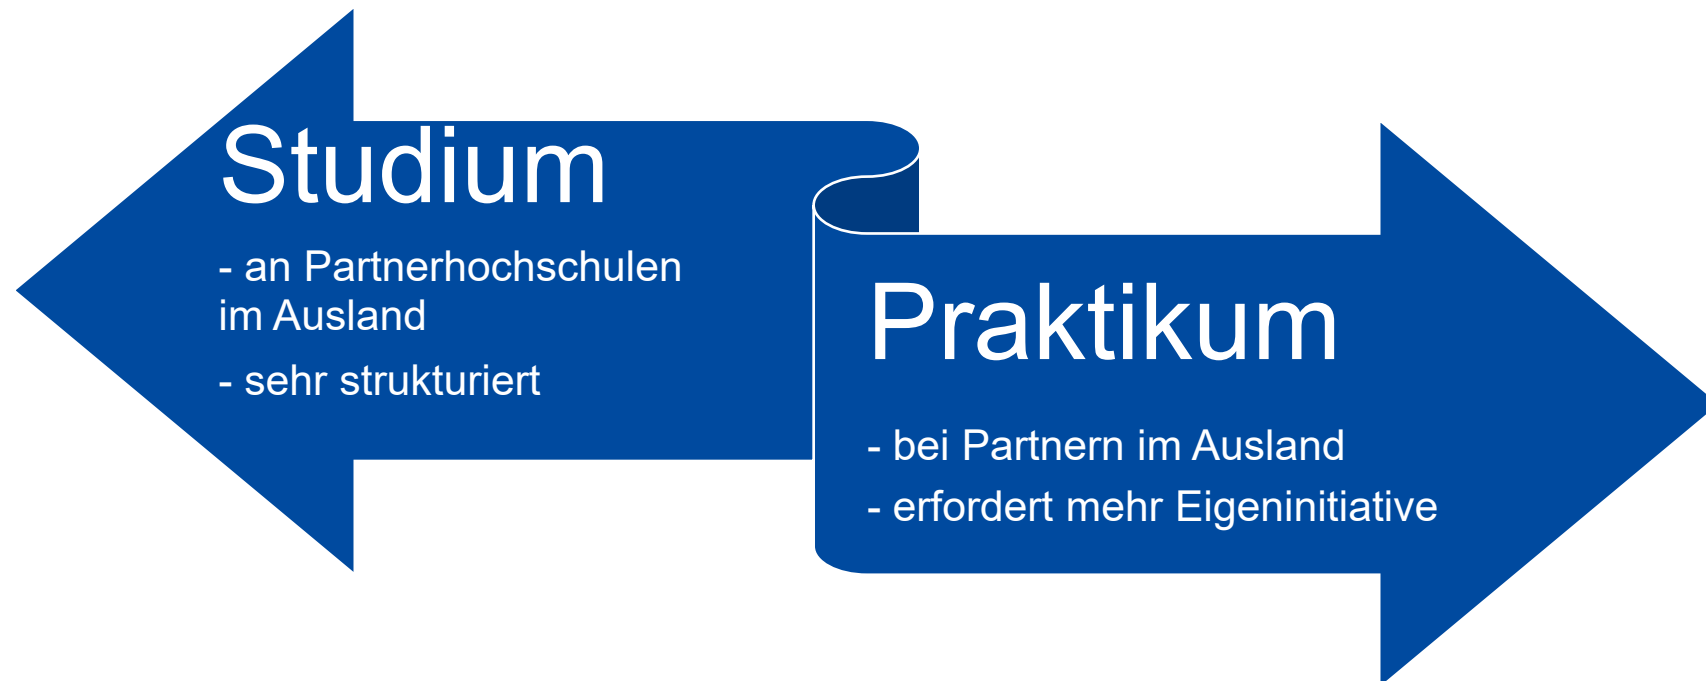 Studium
- an Partnerhochschulen
im Ausland
- sehr strukturiert
Praktikum
- bei Partnern im Ausland
- erfordert mehr Eigeninitiative